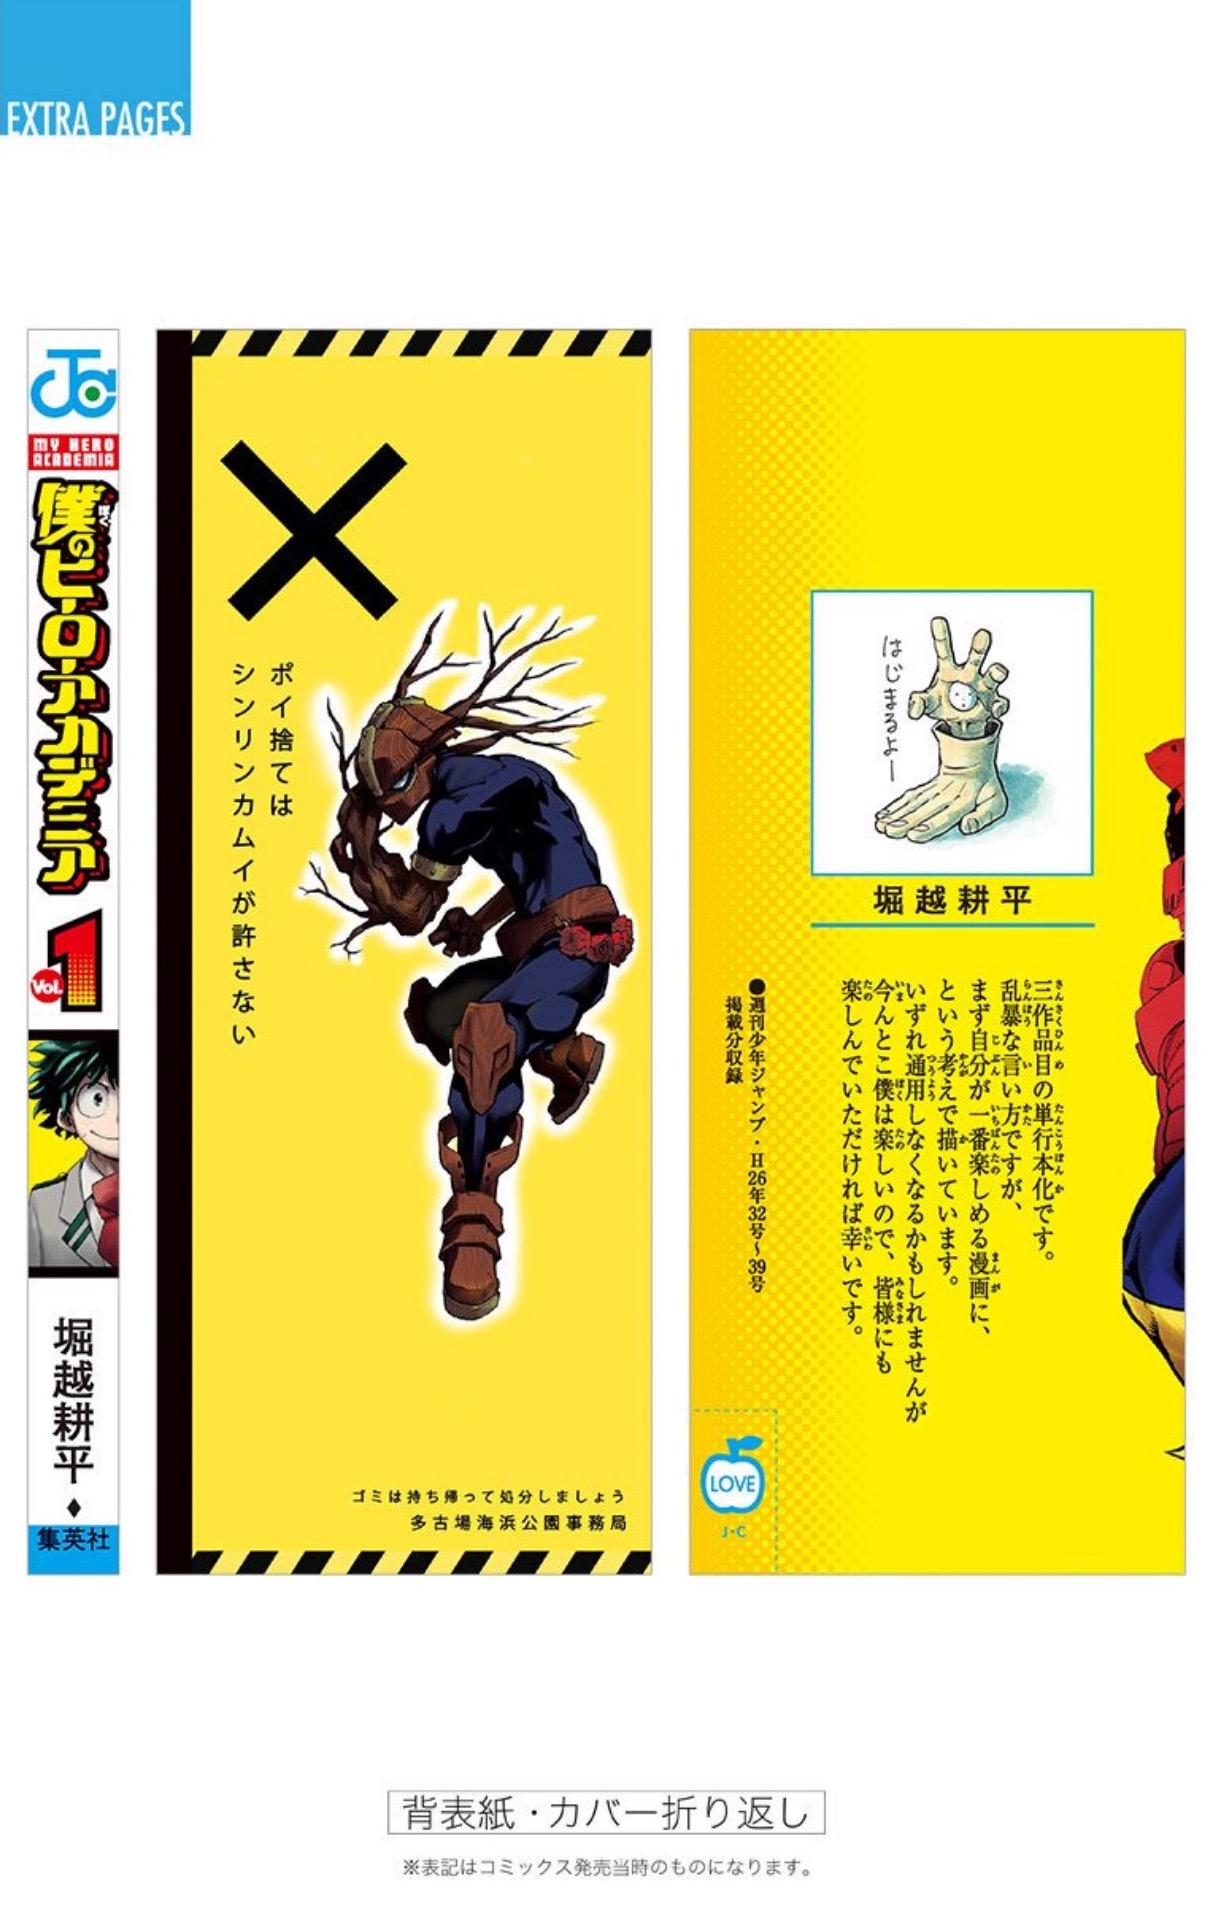 EXTRA PAGES
JC
MY HERO
ACADEMIA
僕のヒーローアカデミア
ぼく
Vol.1
堀越耕平
集英社
ポイ捨ては
シンリンカムイが許さない
ゴミは持ち帰って処分しましょう
多古場海浜公園事務局
はじまるよー
堀越耕平
三作品目の単行本化です。
乱暴な言い方ですが、
まず自分が一番楽しめる漫画に、
という考えで描いています。
いずれ通用しなくなるかもしれませんが
今んとこ僕は楽しいので、皆様にも
楽しんでいただければ幸いです。
●週刊少年ジャンプ・H26年32号〜39号
掲載分収録
LOVE
J・C
背表紙・カバー折り返し
※表記はコミックス発売当時のものになります。